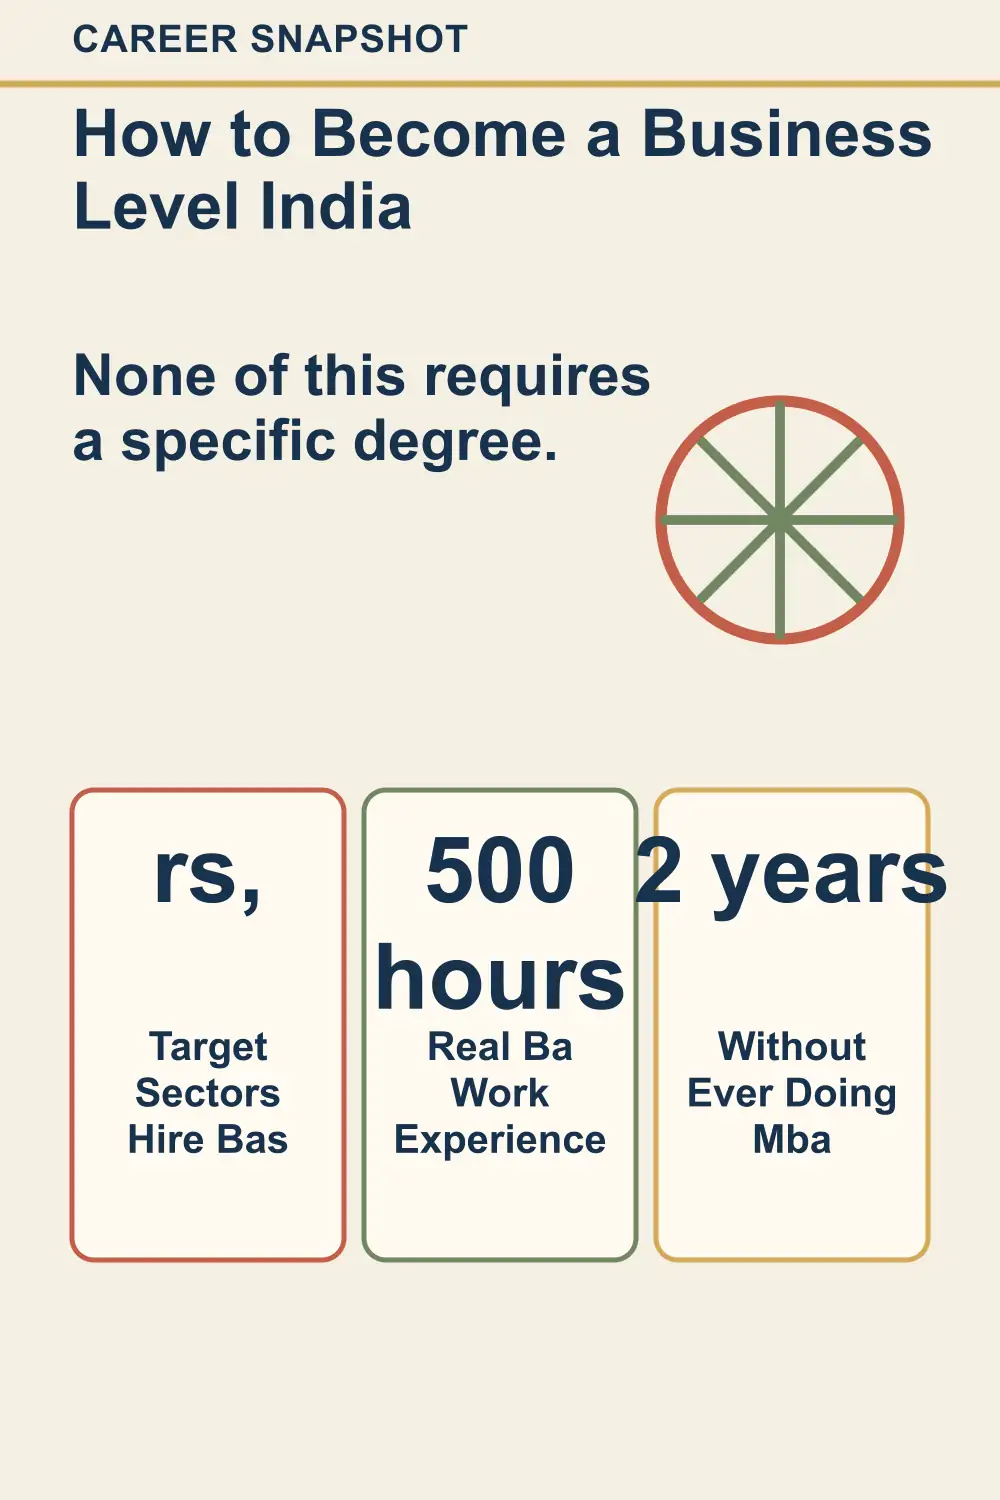 CAREER SNAPSHOT
How to Become a Business
Level India
None of this requires
a specific degree.
rs,
Target
Sectors
Hire Bas
500
hours
Real Ba
Work
Experience
2 years
Without
Ever Doing
Mba